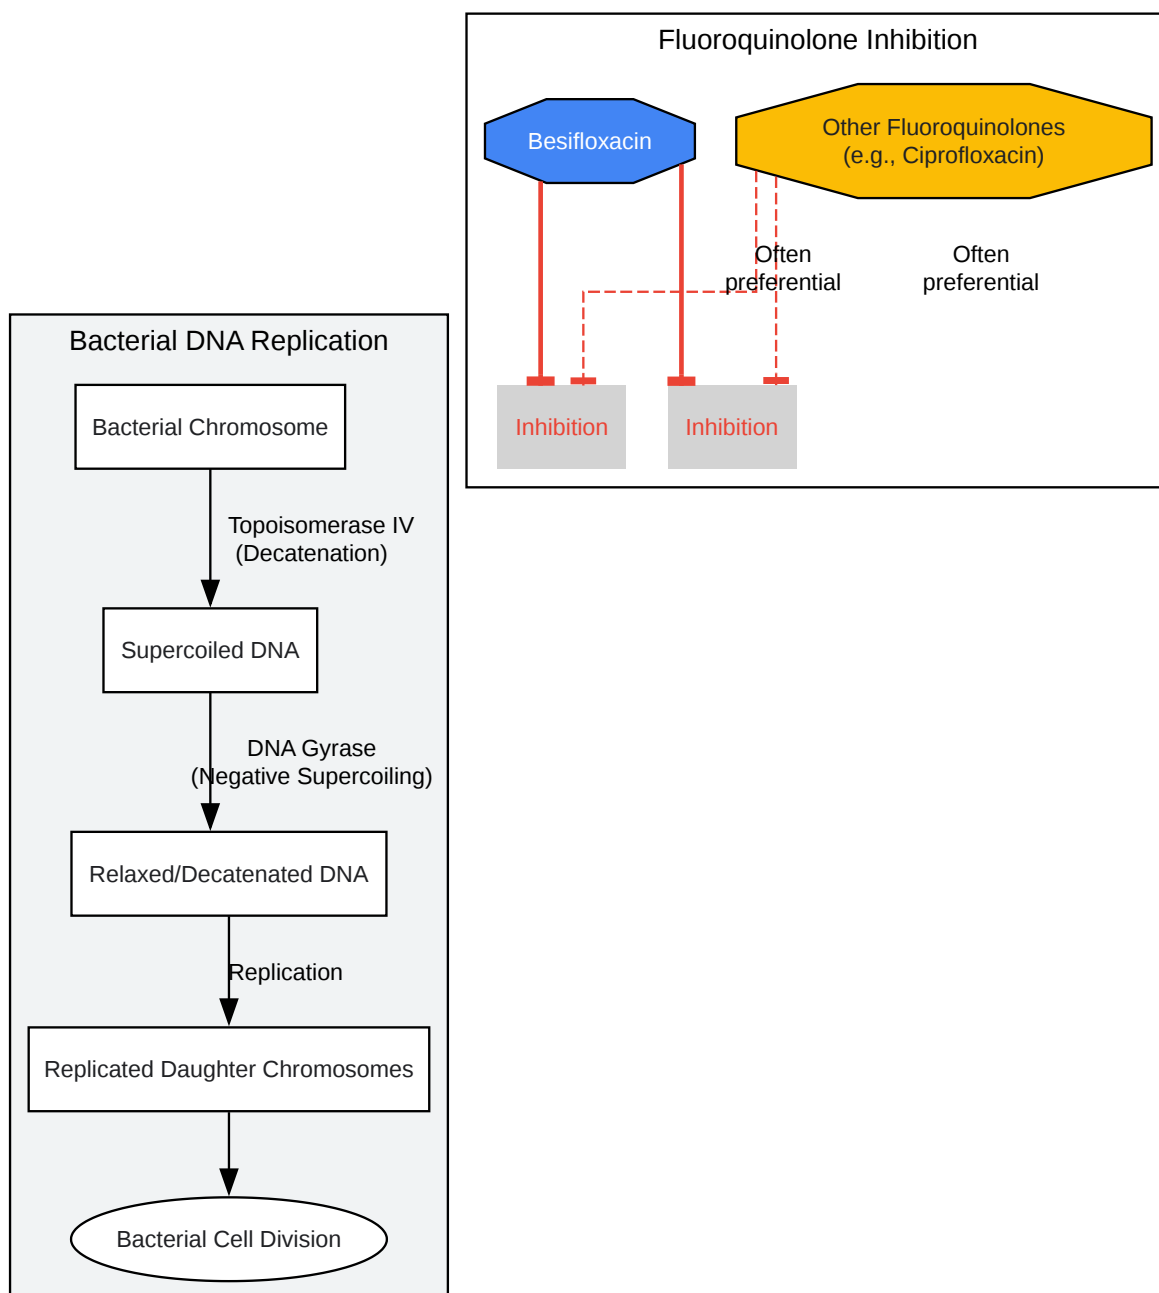 Fluoroquinolone Inhibition
Besifloxacin
Other Fluoroquinolones
(e.g., Ciprofloxacin)
Often
preferential
Often
preferential
Inhibition
Inhibition
Bacterial DNA Replication
Bacterial Chromosome
Topoisomerase IV
(Decatenation)
Supercoiled DNA
DNA Gyrase
(Negative Supercoiling)
Relaxed/Decatenated DNA
Replication
Replicated Daughter Chromosomes
Bacterial Cell Division